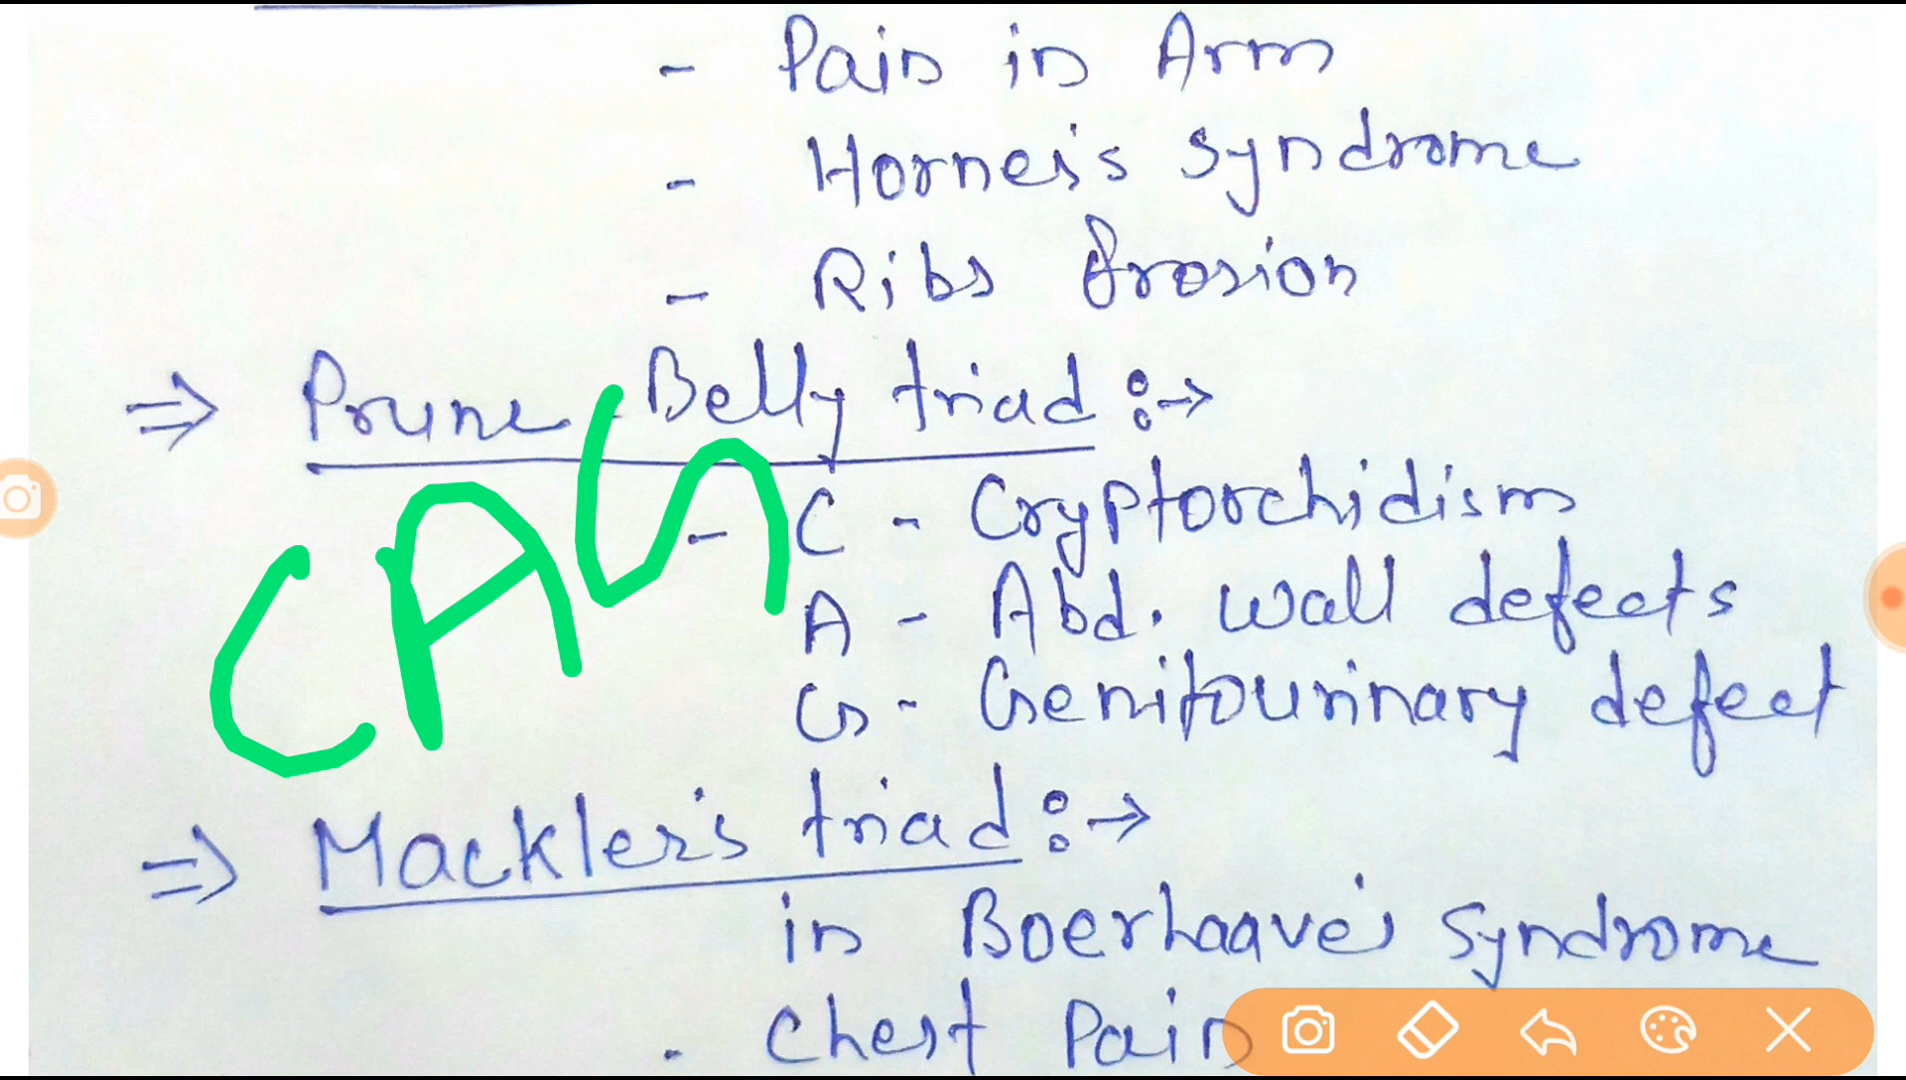 - Pain in Arm
- Horner's syndrome
- Ribs Erosion
⇒ Prune-Belly triad :→
- C - Cryptorchidism
A - Abd. wall defects
G - Genitourinary defect
CAG
⇒ Mackler's triad :→
in Boerhaave's Syndrome
. Chest Pain